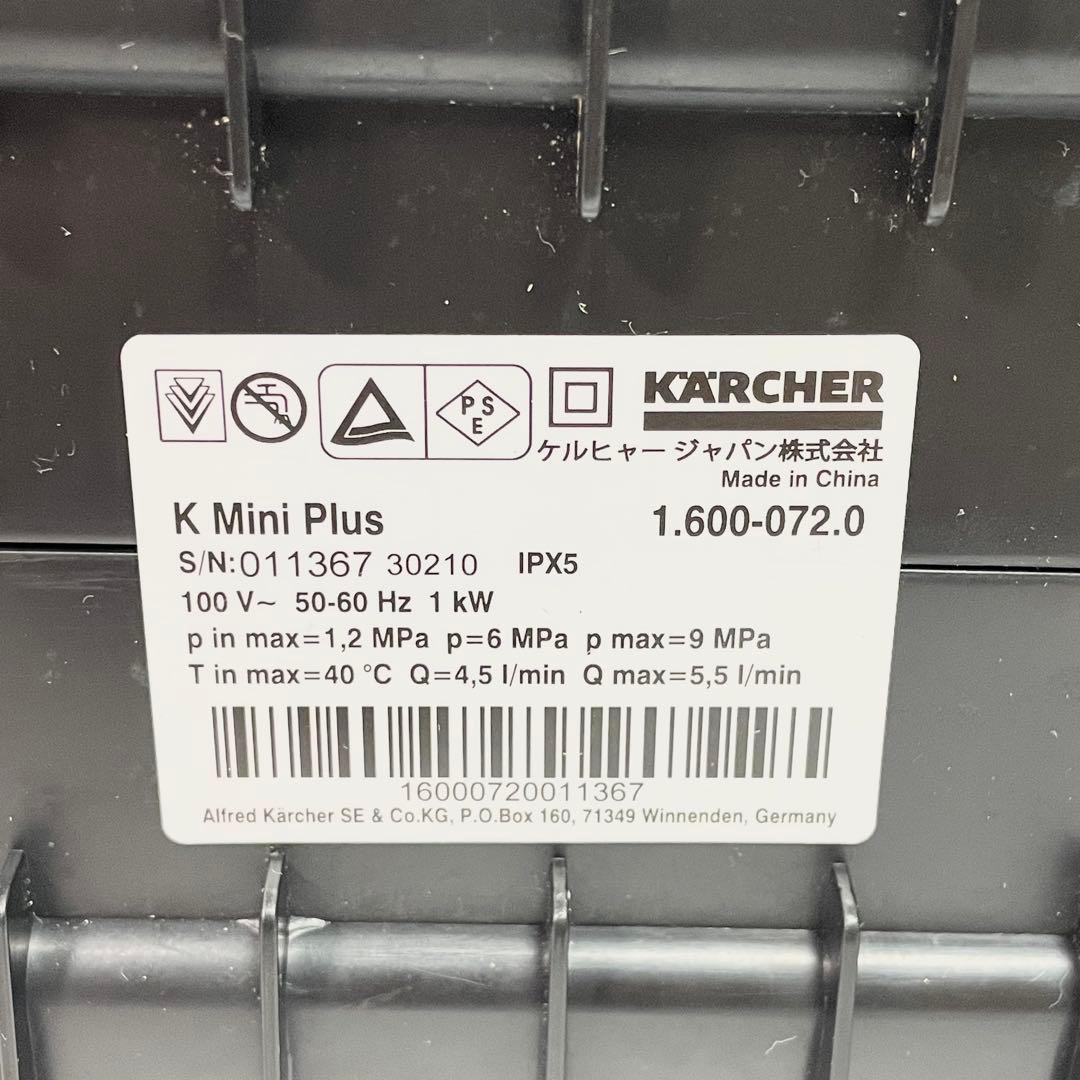 P S
E
KÄRCHER
ケルヒャー ジャパン株式会社
Made in China
K Mini Plus 1.600-072.0
S/N:011367 30210 IPX5
100 V~ 50-60 Hz 1 kW
p in max=1,2 MPa p=6 MPa p max=9 MPa
T in max=40 °C Q=4,5 l/min Q max=5,5 l/min
16000720011367
Alfred Kärcher SE & Co.KG, P.O.Box 160, 71349 Winnenden, Germany